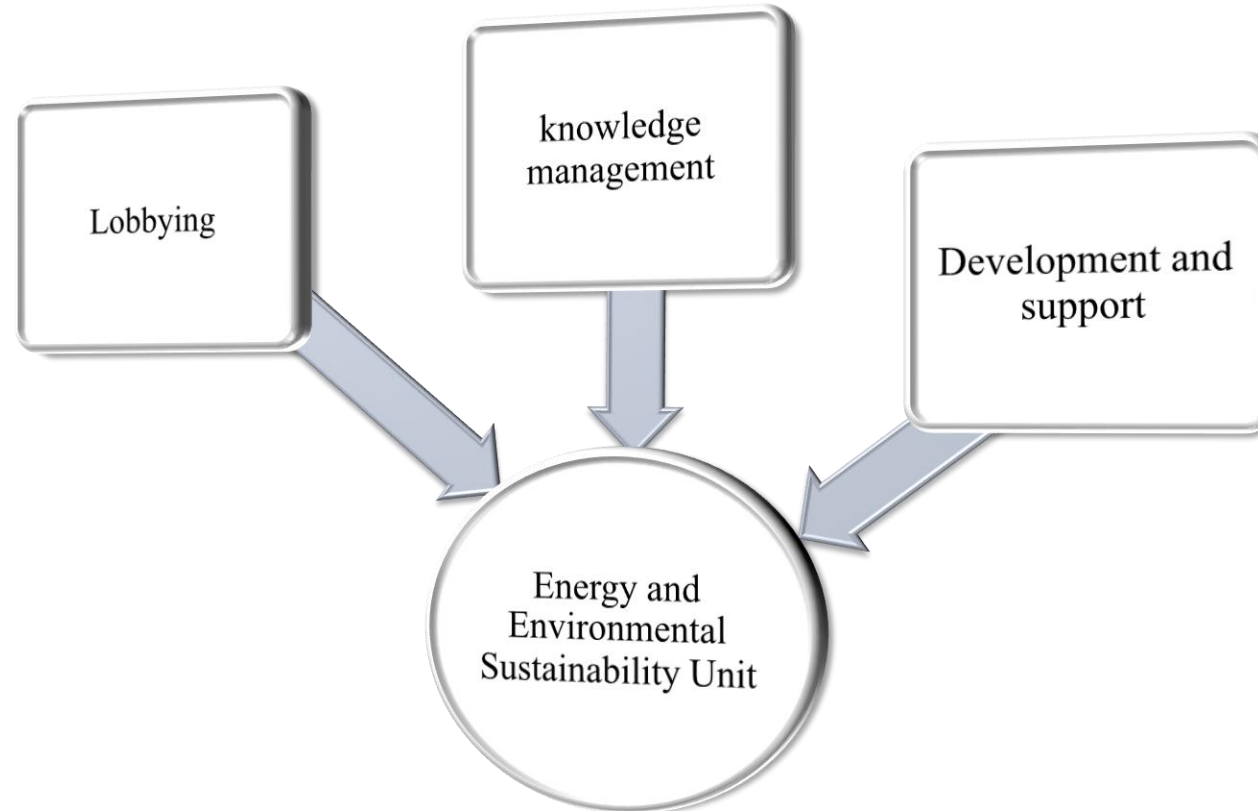 Lobbying
knowledge
management
Development and
support
Energy and
Environmental
Sustainability Unit